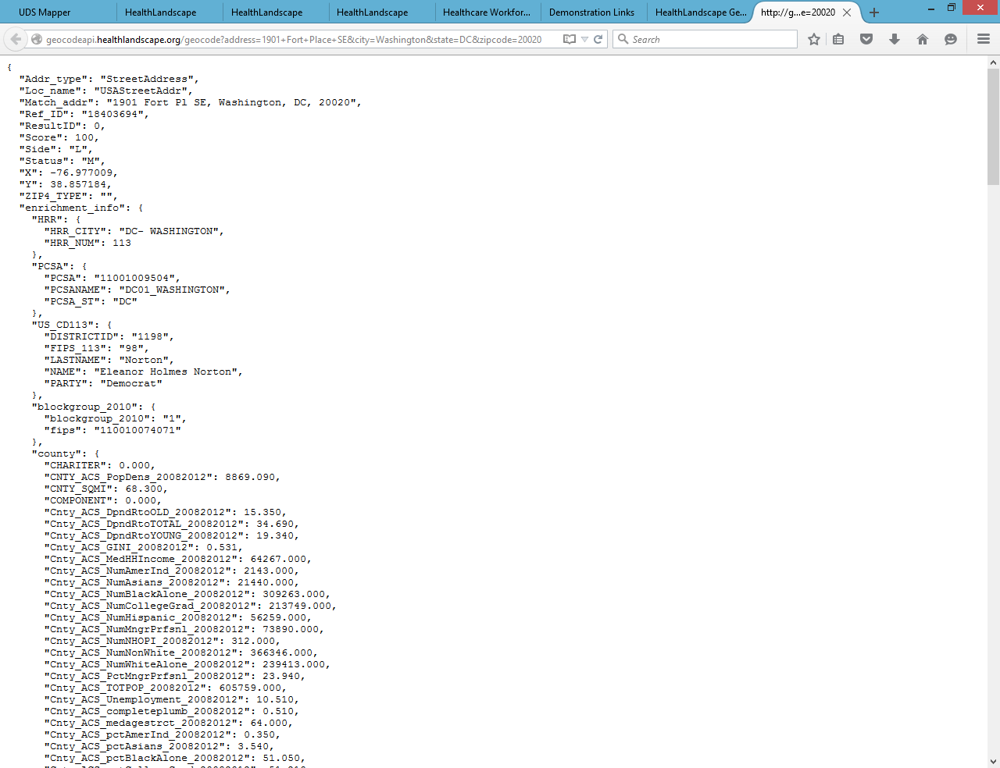 UDS Mapper
HealthLandscape
HealthLandscape
HealthLandscape
Healthcare Workfor...
Demonstration Links
HealthLandscape Ge...
http://g...e=20020
geocodeapi.healthlandscape.org/geocode?address=1901+Fort+Place+SE&city=Washington&state=DC&zipcode=20020
Search
{
"Addr_type": "StreetAddress",
"Loc_name": "USAStreetAddr",
"Match_addr": "1901 Fort Pl SE, Washington, DC, 20020",
"Ref_ID": "18403694",
"ResultID": 0,
"Score": 100,
"Side": "L",
"Status": "M",
"X": -76.977009,
"Y": 38.857184,
"ZIP4_TYPE": "",
"enrichment_info": {
"HRR": {
"HRR_CITY": "DC- WASHINGTON",
"HRR_NUM": 113
},
"PCSA": {
"PCSA": "11001009504",
"PCSANAME": "DC01_WASHINGTON",
"PCSA_ST": "DC"
},
"US_CD113": {
"DISTRICTID": "1198",
"FIPS_113": "98",
"LASTNAME": "Norton",
"NAME": "Eleanor Holmes Norton",
"PARTY": "Democrat"
},
"blockgroup_2010": {
"blockgroup_2010": "1",
"fips": "110010074071"
},
"county": {
"CHARITER": 0.000,
"CNTY_ACS_PopDens_20082012": 8869.090,
"CNTY_SQMI": 68.300,
"COMPONENT": 0.000,
"Cnty_ACS_DpndRtoOLD_20082012": 15.350,
"Cnty_ACS_DpndRtoTOTAL_20082012": 34.690,
"Cnty_ACS_DpndRtoYOUNG_20082012": 19.340,
"Cnty_ACS_GINI_20082012": 0.531,
"Cnty_ACS_MedHHIncome_20082012": 64267.000,
"Cnty_ACS_NumAmerInd_20082012": 2143.000,
"Cnty_ACS_NumAsians_20082012": 21440.000,
"Cnty_ACS_NumBlackAlone_20082012": 309263.000,
"Cnty_ACS_NumCollegeGrad_20082012": 213749.000,
"Cnty_ACS_NumHispanic_20082012": 56259.000,
"Cnty_ACS_NumMngrPrfsnl_20082012": 73890.000,
"Cnty_ACS_NumNHOPI_20082012": 312.000,
"Cnty_ACS_NumNonWhite_20082012": 366346.000,
"Cnty_ACS_NumWhiteAlone_20082012": 239413.000,
"Cnty_ACS_PctMngrPrfsnl_20082012": 23.940,
"Cnty_ACS_TOTPOP_20082012": 605759.000,
"Cnty_ACS_Unemployment_20082012": 10.510,
"Cnty_ACS_completeplumb_20082012": 0.510,
"Cnty_ACS_medagestrct_20082012": 64.000,
"Cnty_ACS_pctAmerInd_20082012": 0.350,
"Cnty_ACS_pctAsians_20082012": 3.540,
"Cnty_ACS_pctBlackAlone_20082012": 51.050,